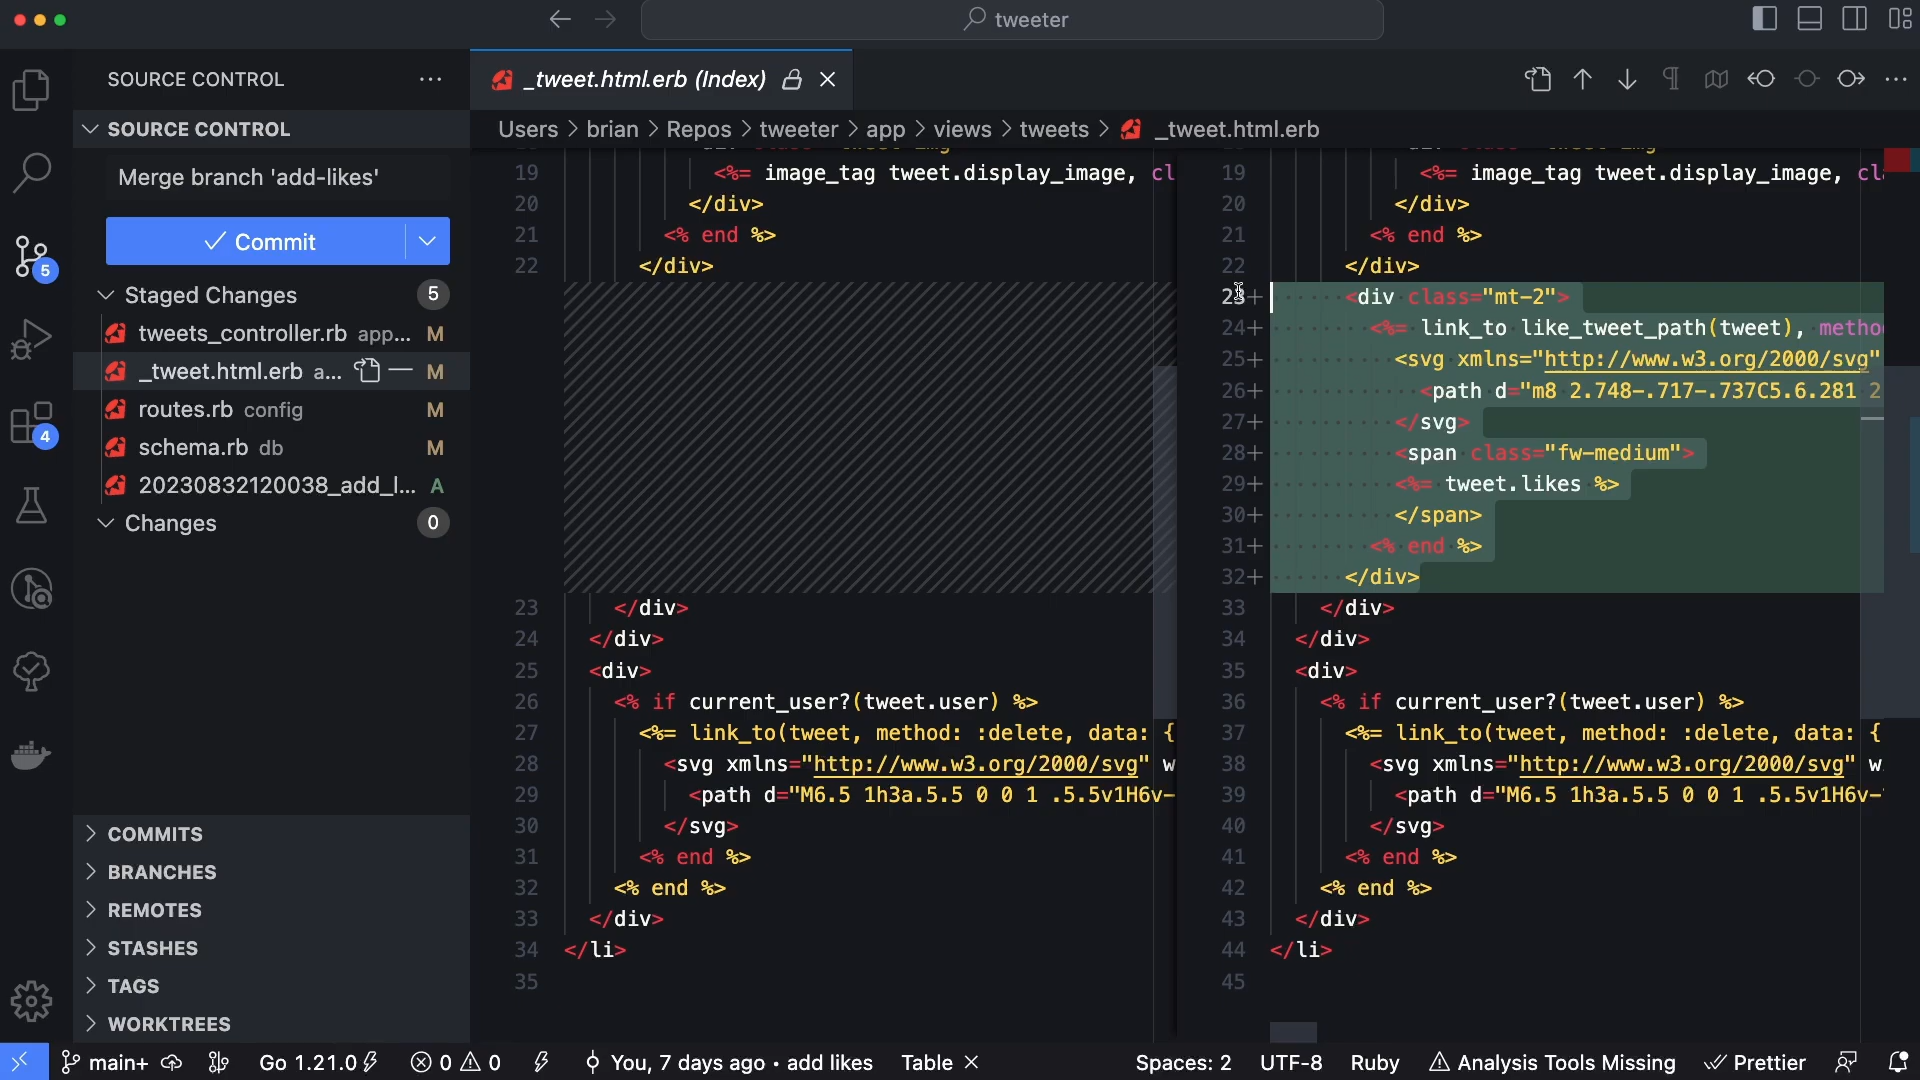 tweeter
SOURCE CONTROL
SOURCE CONTROL
Merge branch 'add-likes'
Commit
Staged Changes 5
tweets_controller.rb app... M
_tweet.html.erb a... M
routes.rb config M
schema.rb db M
20230832120038_add_l... A
Changes 0
5
4
COMMITS
BRANCHES
REMOTES
STASHES
TAGS
WORKTREES
_tweet.html.erb (Index)
Users > brian > Repos > tweeter > app > views > tweets > _tweet.html.erb
19 <%= image_tag tweet.display_image, cl
20 </div>
21 <% end %>
22 </div>
23 </div>
24 </div>
25 <div>
26 <% if current_user?(tweet.user) %>
27 <%= link_to(tweet, method: :delete, data: {
28 <svg xmlns="http://www.w3.org/2000/svg" w
29 <path d="M6.5 1h3a.5.5 0 0 1 .5.5v1H6v-
30 </svg>
31 <% end %>
32 <% end %>
33 </div>
34 </li>
35
19 <%= image_tag tweet.display_image, cl
20 </div>
21 <% end %>
22 </div>
23+ <div class="mt-2">
24+ <%= link_to like_tweet_path(tweet), metho
25+ <svg xmlns="http://www.w3.org/2000/svg"
26+ <path d="m8 2.748-.717-.737C5.6.281 2
27+ </svg>
28+ <span class="fw-medium">
29+ <%= tweet.likes %>
30+ </span>
31+ <% end %>
32+ </div>
33 </div>
34 </div>
35 <div>
36 <% if current_user?(tweet.user) %>
37 <%= link_to(tweet, method: :delete, data: {
38 <svg xmlns="http://www.w3.org/2000/svg" w
39 <path d="M6.5 1h3a.5.5 0 0 1 .5.5v1H6v-
40 </svg>
41 <% end %>
42 <% end %>
43 </div>
44 </li>
45
main+ Go 1.21.0 0 0 You, 7 days ago • add likes Table Spaces: 2 UTF-8 Ruby Analysis Tools Missing Prettier